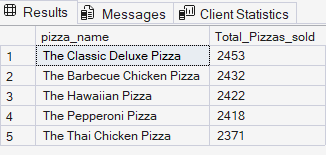 Results Messages Client Statistics
pizza_name Total_Pizzas_sold
1 The Classic Deluxe Pizza 2453
2 The Barbecue Chicken Pizza 2432
3 The Hawaiian Pizza 2422
4 The Pepperoni Pizza 2418
5 The Thai Chicken Pizza 2371